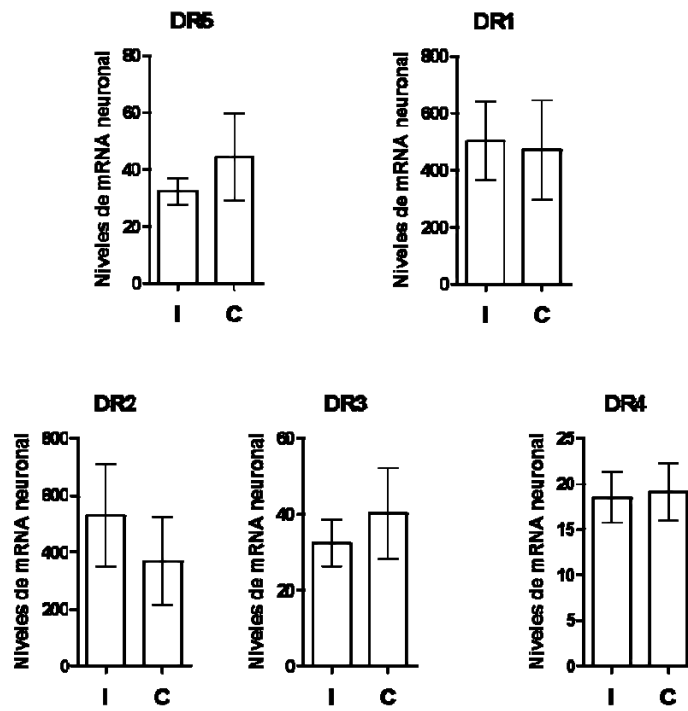 DR5
DR1
Niveles de mRNA neuronal
80
60
40
20
0
I
C
Niveles de mRNA neuronal
800
600
400
200
0
I
C
DR2
DR3
DR4
Niveles de mRNA neuronal
800
600
400
200
0
I
C
Niveles de mRNA neuronal
60
40
20
0
I
C
Niveles de mRNA neuronal
25
20
15
10
5
0
I
C